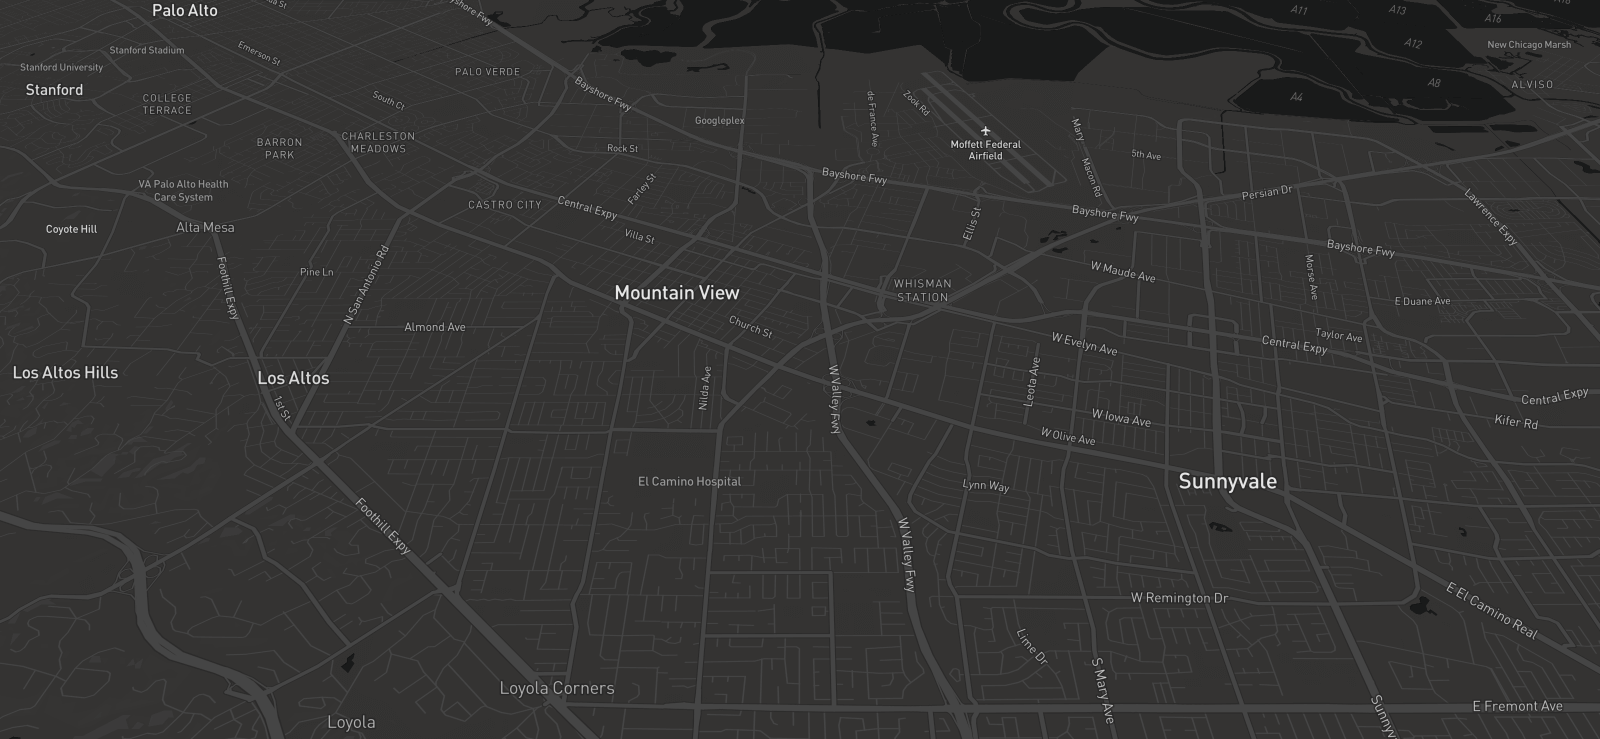 Palo Alto
Bayshore Fwy
A11
A13
A16
A12
New Chicago Marsh
Stanford Stadium
Emerson St
Stanford University
PALO VERDE
Stanford
South Ct
Bayshore Fwy
A8
ALVISO
A4
COLLEGE
TERRACE
Googleplex
de France Ave
Zook Rd
Moffett Federal
Airfield
Mary
5th Ave
BARRON
PARK
CHARLESTON
MEADOWS
Rock St
Macon Rd
VA Palo Alto Health
Care System
Farley St
Bayshore Fwy
Persian Dr
Lawrence Expy
CASTRO CITY
Central Expy
Ellis St
Bayshore Fwy
Coyote Hill
Alta Mesa
Villa St
Bayshore Fwy
Foothill Expy
Pine Ln
N San Antonio Rd
Mountain View
WHISMAN
STATION
W Maude Ave
Morse Ave
E Duane Ave
Almond Ave
Church St
W Evelyn Ave
Taylor Ave
Central Expy
Los Altos Hills
Los Altos
1st St
Nilda Ave
W Valley Fwy
Leota Ave
Central Expy
W Iowa Ave
Kifer Rd
W Olive Ave
El Camino Hospital
Lynn Way
Sunnyvale
Foothill Expy
W Valley Fwy
W Remington Dr
E El Camino Real
Lime Dr
S Mary Ave
Loyola Corners
Loyola
Sunnyv
E Fremont Ave